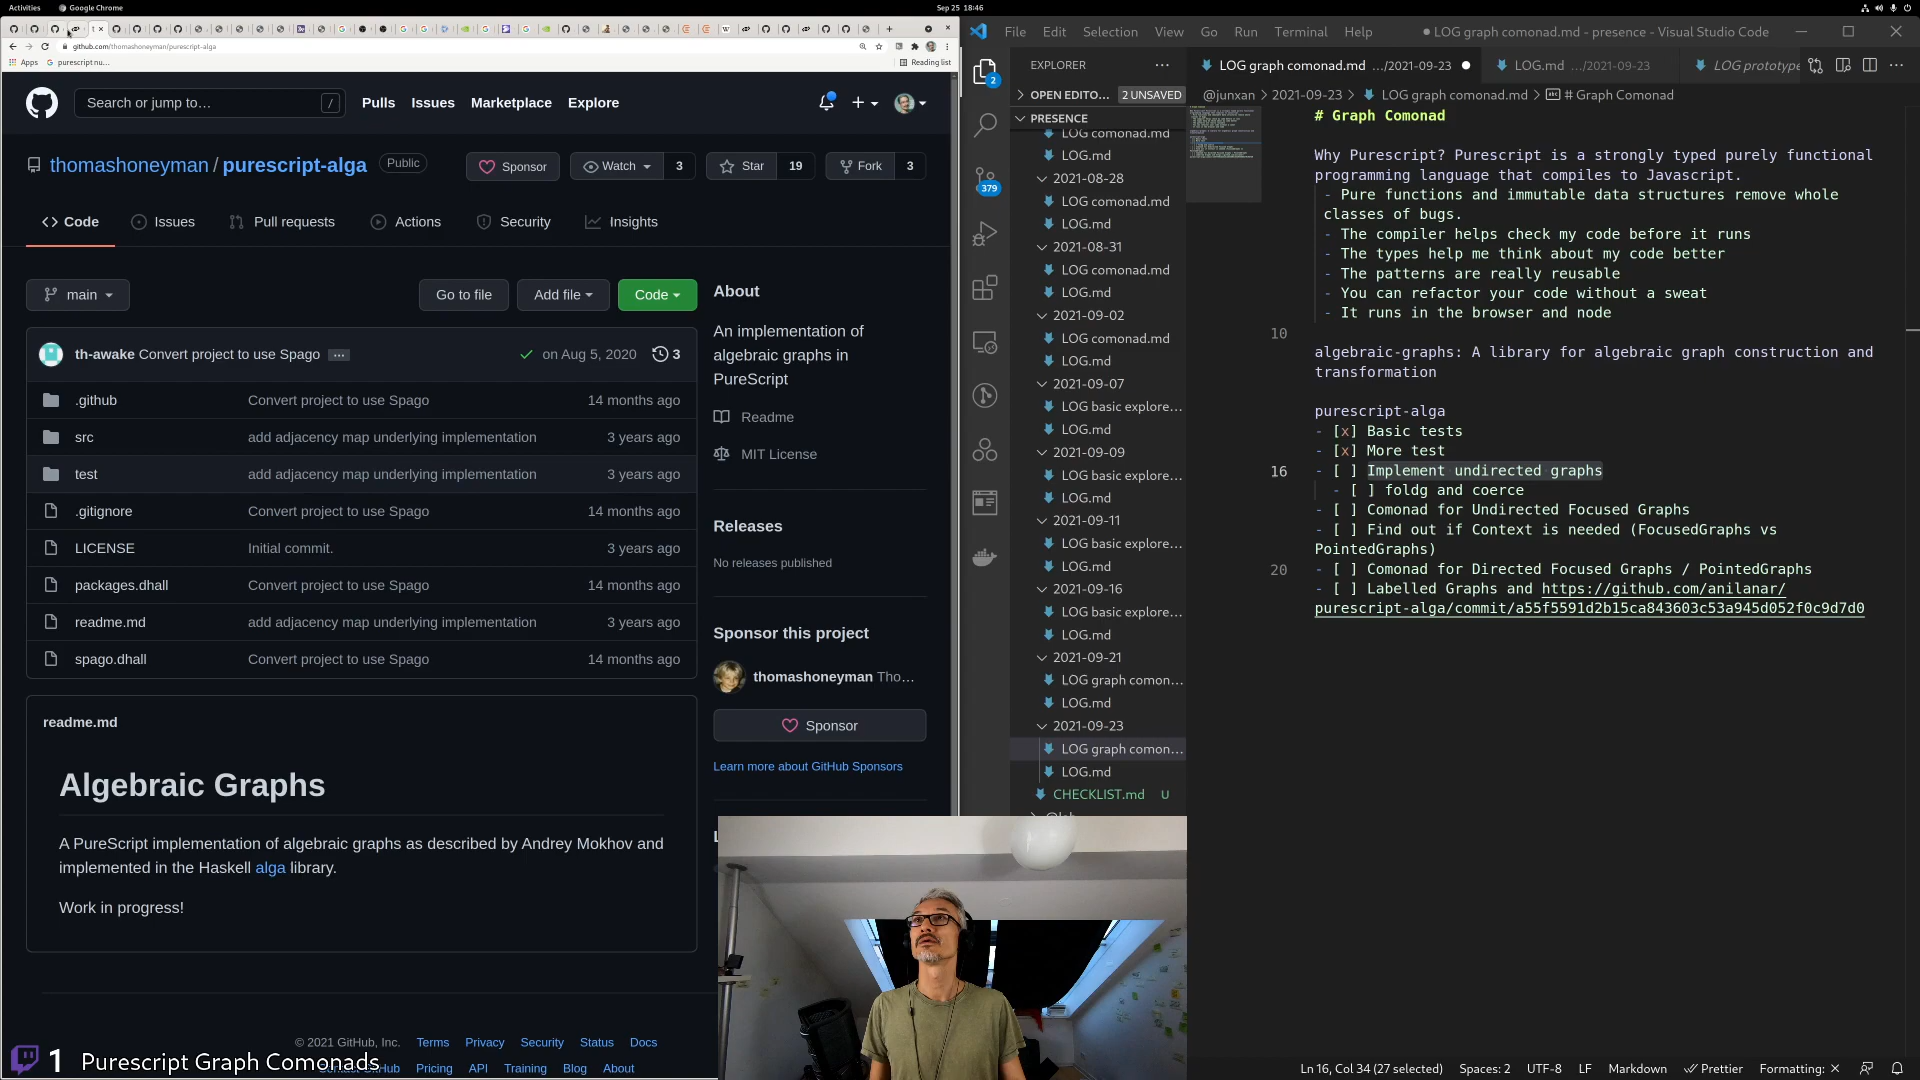 Activities
Google Chrome
Sep 25 18:46
github.com/thomashoneyman/purescript-alga
Apps
purescript nu...
Reading list
Search or jump to...
/
Pulls
Issues
Marketplace
Explore
thomashoneyman / purescript-alga
Public
Sponsor
Watch
3
Star
19
Fork
3
Code
Issues
Pull requests
Actions
Security
Insights
main
Go to file
Add file
Code
th-awake Convert project to use Spago
on Aug 5, 2020
3
.github
Convert project to use Spago
14 months ago
src
add adjacency map underlying implementation
3 years ago
test
add adjacency map underlying implementation
3 years ago
.gitignore
Convert project to use Spago
14 months ago
LICENSE
Initial commit.
3 years ago
packages.dhall
Convert project to use Spago
14 months ago
readme.md
add adjacency map underlying implementation
3 years ago
spago.dhall
Convert project to use Spago
14 months ago
About
An implementation of
algebraic graphs in
PureScript
Readme
MIT License
Releases
No releases published
Sponsor this project
thomashoneyman Tho...
Sponsor
Learn more about GitHub Sponsors
readme.md
Algebraic Graphs
A PureScript implementation of algebraic graphs as described by Andrey Mokhov and
implemented in the Haskell alga library.
Work in progress!
© 2021 GitHub, Inc.
Terms
Privacy
Security
Status
Docs
Pricing
API
Training
Blog
About
1 Purescript Graph Comonads
File
Edit
Selection
View
Go
Run
Terminal
Help
● LOG graph comonad.md - presence - Visual Studio Code
EXPLORER
LOG graph comonad.md .../2021-09-23
LOG.md .../2021-09-23
LOG prototype
OPEN EDITO...
2 UNSAVED
PRESENCE
@junxan > 2021-09-23 > LOG graph comonad.md > # Graph Comonad
2
379
LOG comonad.md
LOG.md
2021-08-28
LOG comonad.md
LOG.md
2021-08-31
LOG comonad.md
LOG.md
2021-09-02
LOG comonad.md
LOG.md
2021-09-07
LOG basic explore...
LOG.md
2021-09-09
LOG basic explore...
LOG.md
2021-09-11
LOG basic explore...
LOG.md
2021-09-16
LOG basic explore...
LOG.md
2021-09-21
LOG graph comon...
LOG.md
2021-09-23
LOG graph comon...
LOG.md
CHECKLIST.md
U
# Graph Comonad
Why Purescript? Purescript is a strongly typed purely functional
programming language that compiles to Javascript.
- Pure functions and immutable data structures remove whole
classes of bugs.
- The compiler helps check my code before it runs
- The types help me think about my code better
- The patterns are really reusable
- You can refactor your code without a sweat
- It runs in the browser and node
10
algebraic-graphs: A library for algebraic graph construction and
transformation
purescript-alga
- [x] Basic tests
- [x] More test
16
- [ ] Implement undirected graphs
- [ ] foldg and coerce
- [ ] Comonad for Undirected Focused Graphs
- [ ] Find out if Context is needed (FocusedGraphs vs
PointedGraphs)
20
- [ ] Comonad for Directed Focused Graphs / PointedGraphs
- [ ] Labelled Graphs and https://github.com/anilanar/
purescript-alga/commit/a55f5591d2b15ca843603c53a945d052f0c9d7d0
Ln 16, Col 34 (27 selected)
Spaces: 2
UTF-8
LF
Markdown
Prettier
Formatting: ×